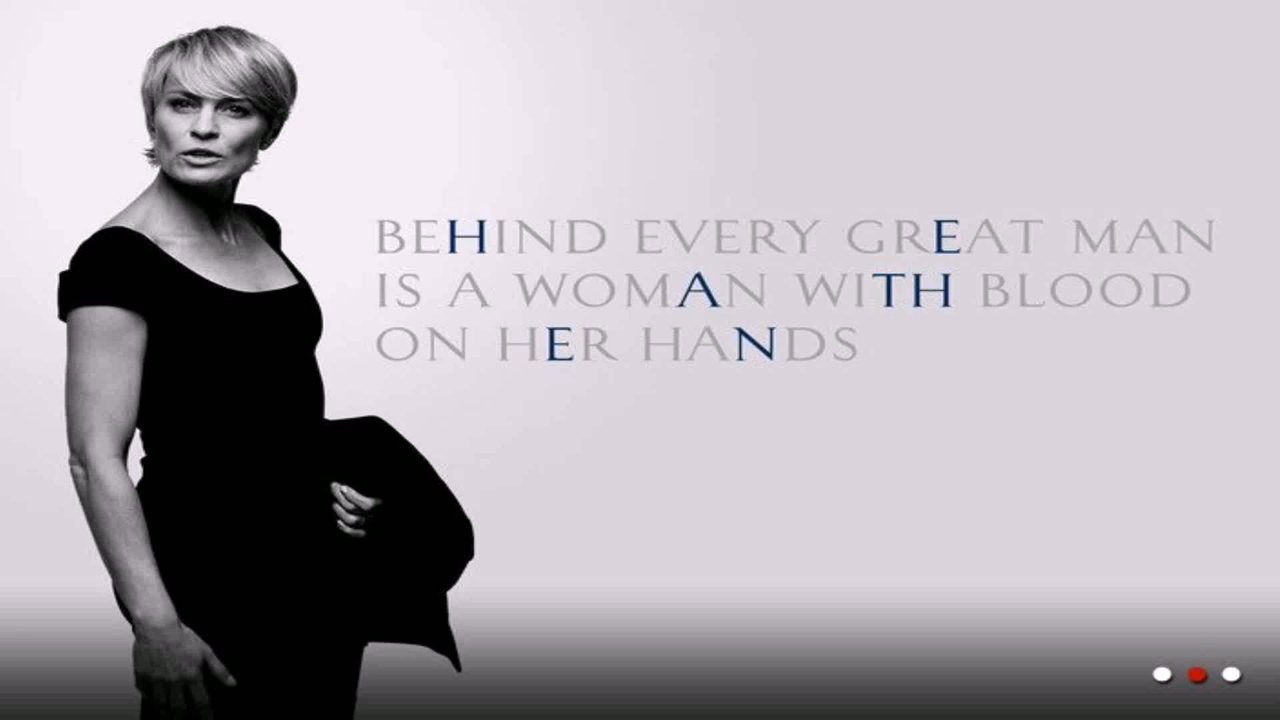 BEHIND EVERY GREAT MAN
IS A WOMAN WITH BLOOD
ON HER HANDS